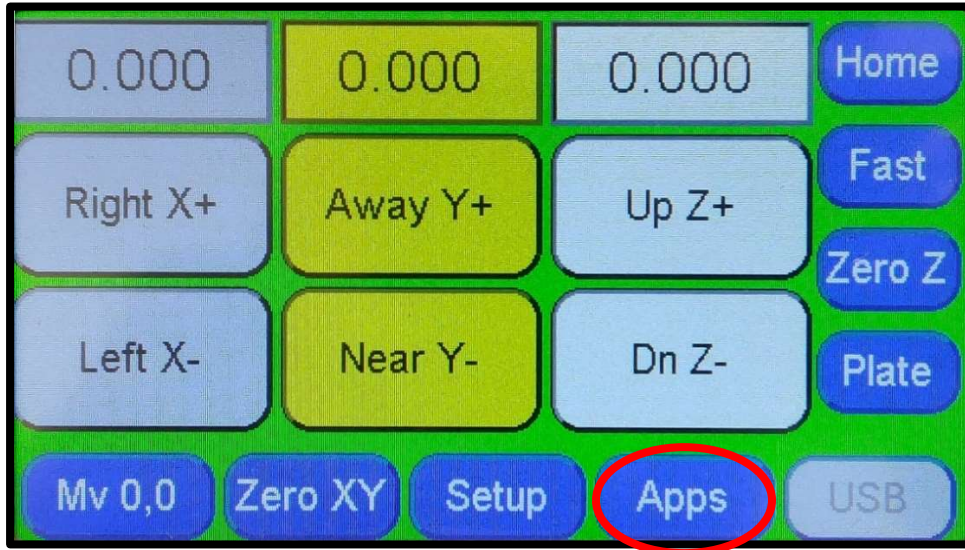 0.000 0.000 0.000 Home
Right X+ Away Y+ Up Z+ Fast
Zero Z
Left X- Near Y- Dn Z- Plate
Mv 0,0 Zero XY Setup Apps USB